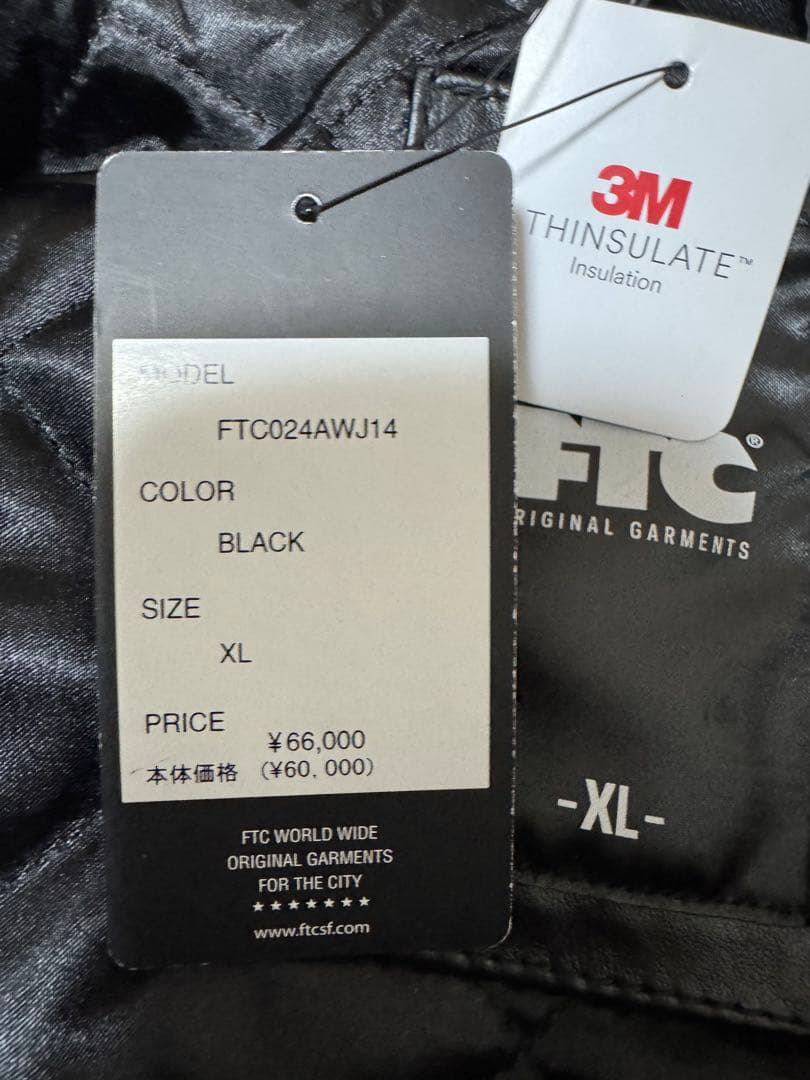 3M
THINSULATE™
Insulation
MODEL
FTC024AWJ14
COLOR
BLACK
SIZE
XL
PRICE
¥66,000
本体価格 (¥60,000)
FTC WORLD WIDE
ORIGINAL GARMENTS
FOR THE CITY
★★★★★★★
www.ftcsf.com
FTC®
RIGINAL GARMENTS
-XL-